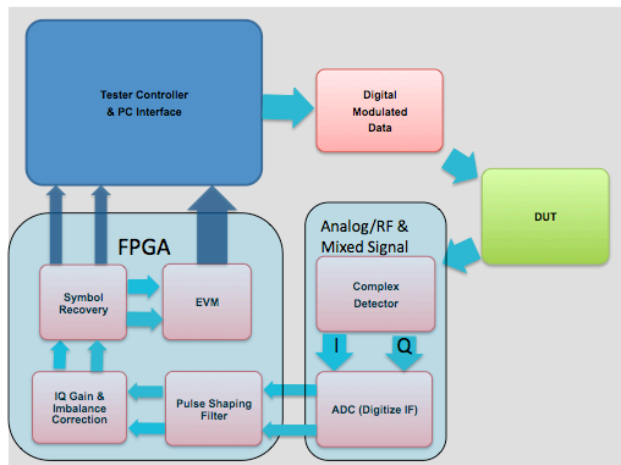 Tester Controller
& PC Interface
Digital
Modulated
Data
DUT
Analog/RF &
Mixed Signal
Complex
Detector
I
Q
ADC (Digitize IF)
FPGA
Symbol
Recovery
EVM
IQ Gain &
Imbalance
Correction
Pulse Shaping
Filter